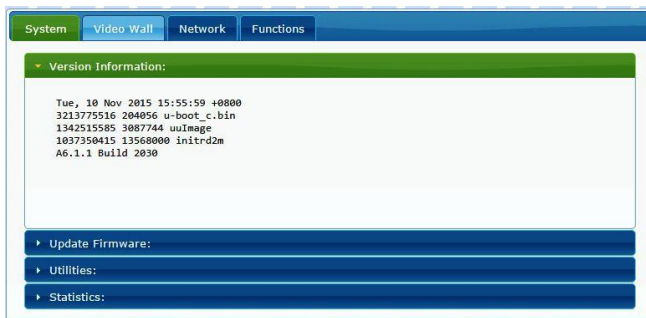 System Video Wall Network Functions
Version Information:
Tue, 10 Nov 2015 15:55:59 +0800
3213775516 204056 u-boot_c.bin
1342515585 3087744 uuImage
1037350415 13568000 initrd2m
A6.1.1 Build 2030
Update Firmware:
Utilities:
Statistics: